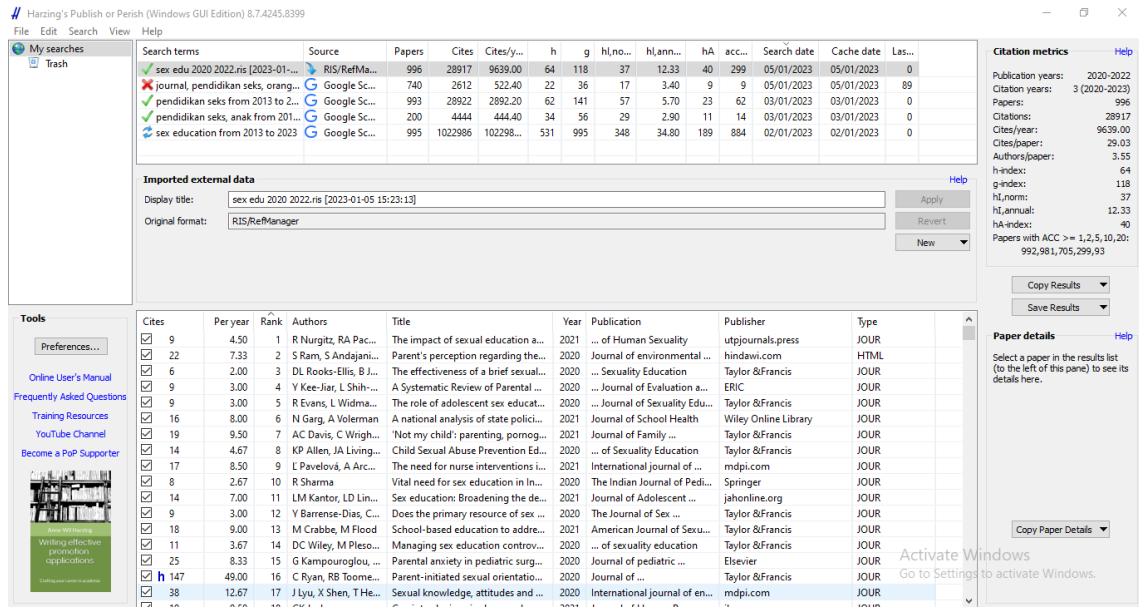 Harzing's Publish or Perish (Windows GUI Edition) 8.7.4245.8399
File Edit Search View Help
My searches
Trash
Search terms Source Papers Cites Cites/y... h g hI,no... hI,ann... hA acc... Search date Cache date Las...
sex edu 2020 2022.ris [2023-01-... RIS/RefMa... 996 28917 9639.00 64 118 37 12.33 40 299 05/01/2023 05/01/2023 0
journal, pendidikan seks, orang... Google Sc... 740 2612 522.40 22 36 17 3.40 9 9 05/01/2023 05/01/2023 89
pendidikan seks from 2013 to 2... Google Sc... 993 28922 2892.20 62 141 57 5.70 23 62 03/01/2023 03/01/2023 0
pendidikan seks, anak from 201... Google Sc... 200 4444 444.40 34 56 29 2.90 11 14 03/01/2023 03/01/2023 0
sex education from 2013 to 2023 Google Sc... 995 1022986 102298... 531 995 348 34.80 189 884 02/01/2023 02/01/2023 0
Imported external data Help
Display title: sex edu 2020 2022.ris [2023-01-05 15:23:13] Apply
Original format: RIS/RefManager Revert
New
Citation metrics Help
Publication years: 2020-2022
Citation years: 3 (2020-2023)
Papers: 996
Citations: 28917
Cites/year: 9639.00
Cites/paper: 29.03
Authors/paper: 3.55
h-index: 64
g-index: 118
hI,norm: 37
hI,annual: 12.33
hA-index: 40
Papers with ACC >= 1,2,5,10,20:
992,981,705,299,93
Copy Results
Save Results
Tools
Preferences...
Online User's Manual
Frequently Asked Questions
Training Resources
YouTube Channel
Become a PoP Supporter
Anne-Wil Harzing
Writing effective
promotion
applications
Cites Per year Rank Authors Title Year Publication Publisher Type
9 4.50 1 R Nurgitz, RA Pac... The impact of sexual education a... 2021 ... of Human Sexuality utpjournals.press JOUR
22 7.33 2 S Ram, S Andajani... Parent's perception regarding the... 2020 Journal of environmental ... hindawi.com HTML
6 2.00 3 DL Rooks-Ellis, B J... The effectiveness of a brief sexual... 2020 ... Sexuality Education Taylor &Francis JOUR
9 3.00 4 Y Kee-Jiar, L Shih-... A Systematic Review of Parental ... 2020 ... Journal of Evaluation a... ERIC JOUR
9 3.00 5 R Evans, L Widma... The role of adolescent sex educat... 2020 ... Journal of Sexuality Edu... Taylor &Francis JOUR
16 8.00 6 N Garg, A Volerman A national analysis of state polici... 2021 Journal of School Health Wiley Online Library JOUR
19 9.50 7 AC Davis, C Wrigh... 'Not my child': parenting, pornog... 2021 Journal of Family ... Taylor &Francis JOUR
14 4.67 8 KP Allen, JA Living... Child Sexual Abuse Prevention Ed... 2020 ... of Sexuality Education Taylor &Francis JOUR
17 8.50 9 Ľ Pavelová, A Arc... The need for nurse interventions i... 2021 International journal of ... mdpi.com JOUR
8 2.67 10 R Sharma Vital need for sex education in In... 2020 The Indian Journal of Pedi... Springer JOUR
14 7.00 11 LM Kantor, LD Lin... Sex education: Broadening the de... 2021 Journal of Adolescent ... jahonline.org JOUR
9 3.00 12 Y Barrense-Dias, C... Does the primary resource of sex ... 2020 The Journal of Sex ... Taylor &Francis JOUR
18 9.00 13 M Crabbe, M Flood School-based education to addre... 2021 American Journal of Sexu... Taylor &Francis JOUR
11 3.67 14 DC Wiley, M Pleso... Managing sex education controv... 2020 ... of sexuality education Taylor &Francis JOUR
25 8.33 15 G Kampouroglou, ... Parental anxiety in pediatric surg... 2020 Journal of pediatric ... Elsevier JOUR
h 147 49.00 16 C Ryan, RB Toome... Parent-initiated sexual orientatio... 2020 Journal of... Taylor &Francis JOUR
38 12.67 17 J Lyu, X Shen, T He... Sexual knowledge, attitudes and ... 2020 International journal of en... mdpi.com JOUR
Paper details Help
Select a paper in the results list
(to the left of this pane) to see its
details here.
Copy Paper Details
Activate Windows
Go to Settings to activate Windows.